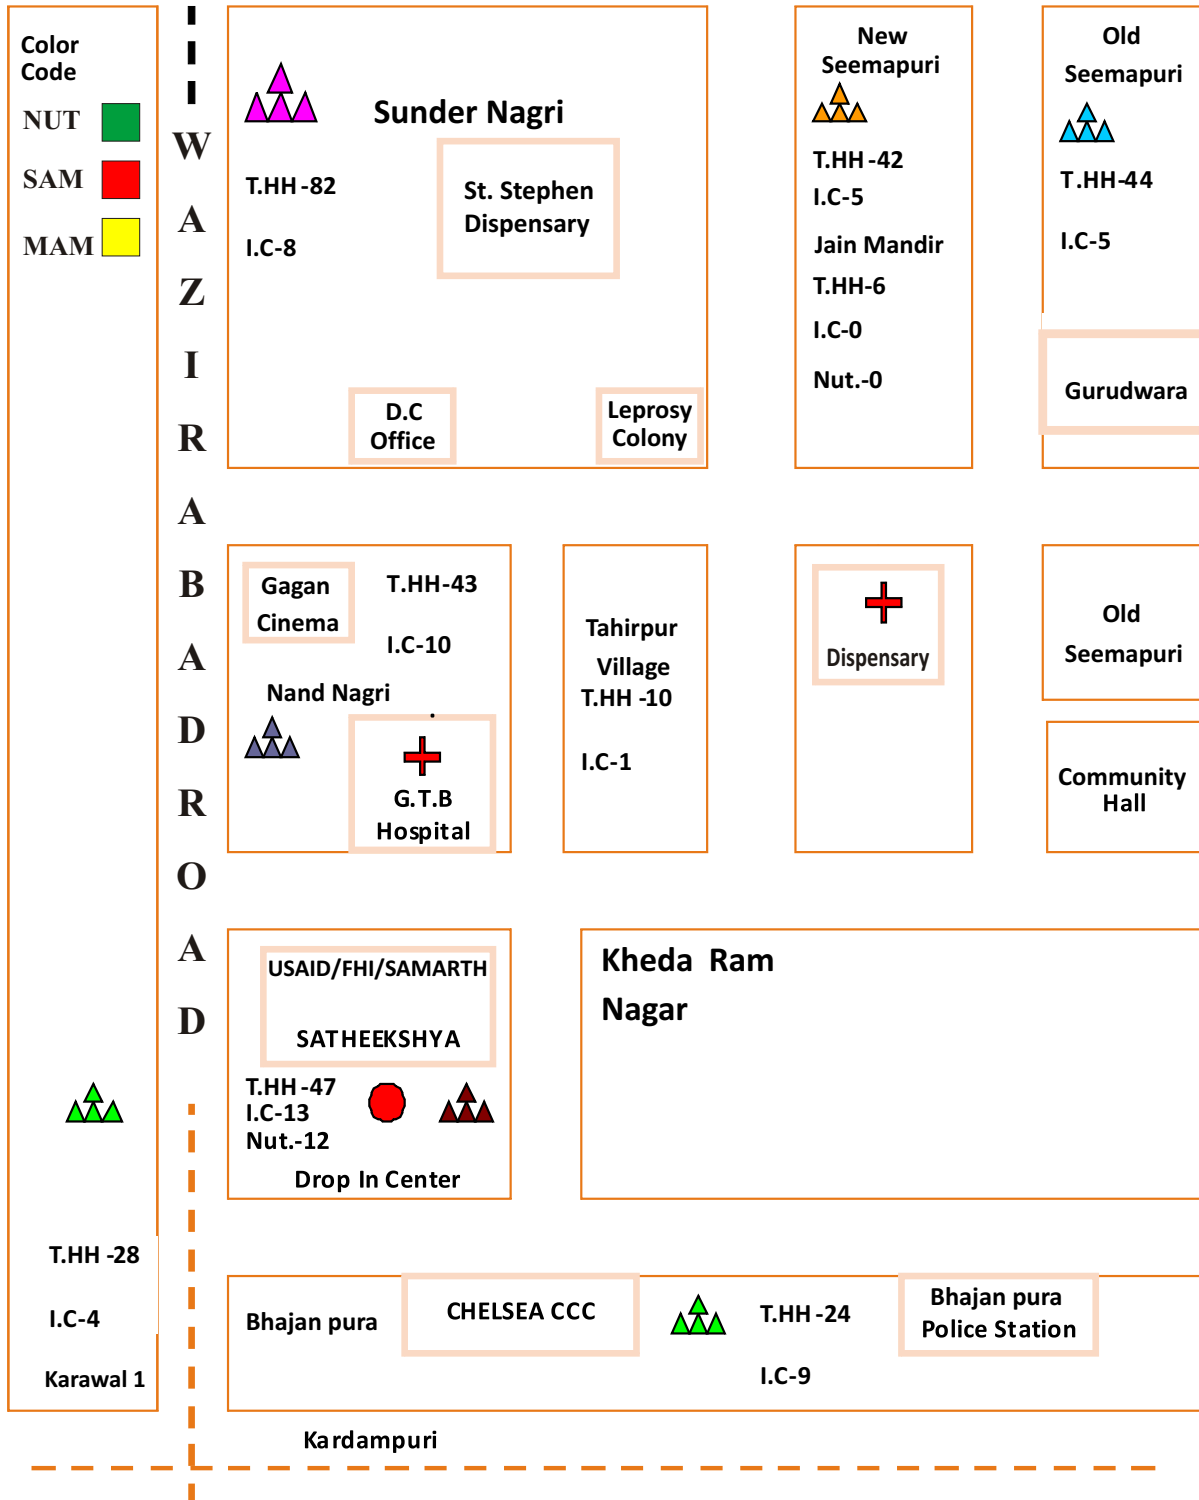 Color
Code
NUT
SAM
MAM
WAZIRABAD ROAD
Sunder Nagri
T.HH -82
I.C-8
St. Stephen
Dispensary
D.C
Office
Leprosy
Colony
New
Seemapuri
T.HH -42
I.C-5
Jain Mandir
T.HH-6
I.C-0
Nut.-0
Old
Seemapuri
T.HH-44
I.C-5
Gurudwara
Gagan
Cinema
T.HH-43
I.C-10
Nand Nagri
G.T.B
Hospital
Tahirpur
Village
T.HH -10
I.C-1
Dispensary
Old
Seemapuri
Community
Hall
USAID/FHI/SAMARTH
SATHEEKSHYA
T.HH -47
I.C-13
Nut.-12
Drop In Center
Kheda Ram
Nagar
T.HH -28
I.C-4
Karawal 1
Bhajan pura
CHELSEA CCC
T.HH -24
I.C-9
Bhajan pura
Police Station
Kardampuri